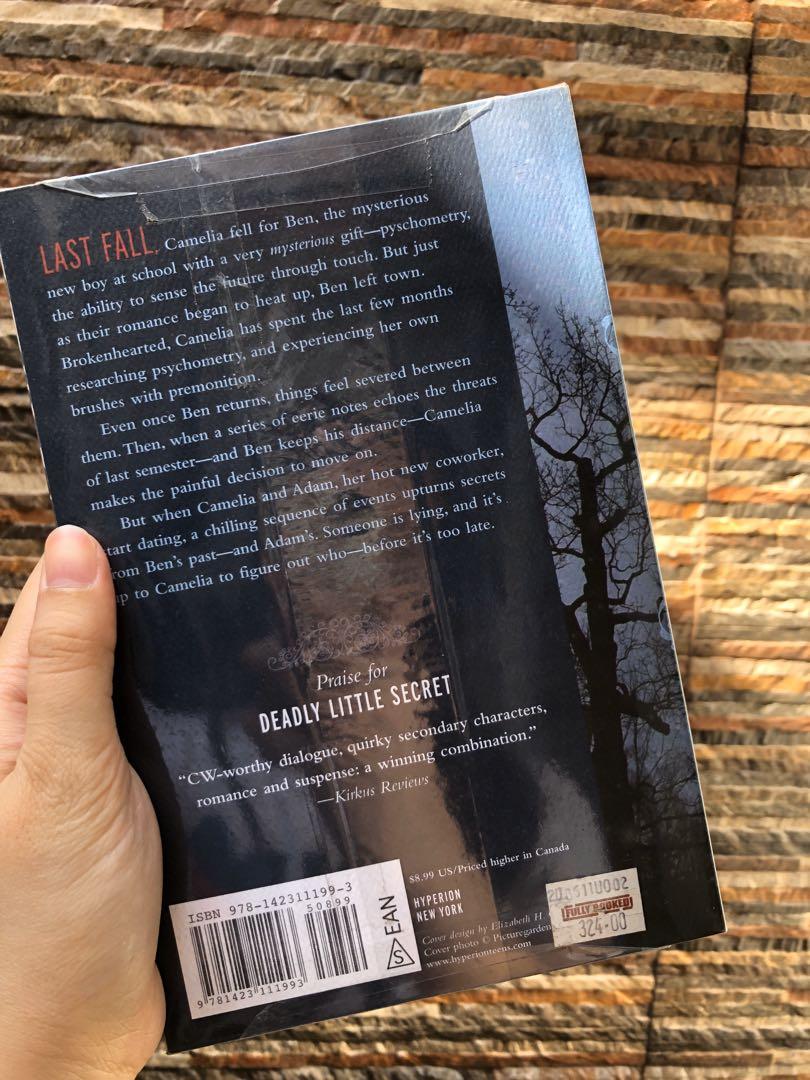 LAST FALL, Camelia fell for Ben, the mysterious
new boy at school with a very mysterious gift—pyschometry,
the ability to sense the future through touch. But just
as their romance began to heat up, Ben left town.
Brokenhearted, Camelia has spent the last few months
researching psychometry, and experiencing her own
brushes with premonition.
Even once Ben returns, things feel severed between
them. Then, when a series of eerie notes echoes the threats
of last semester—and Ben keeps his distance—Camelia
makes the painful decision to move on.
But when Camelia and Adam, her hot new coworker,
tart dating, a chilling sequence of events upturns secrets
rom Ben's past—and Adam's. Someone is lying, and it's
up to Camelia to figure out who—before it's too late.
Praise for
DEADLY LITTLE SECRET
"CW-worthy dialogue, quirky secondary characters,
romance and suspense: a winning combination."
—Kirkus Reviews
$8.99 US/Priced higher in Canada
HYPERION
NEW YORK
Cover design by Elizabeth H.
Cover photo © Picturegarden
www.hyperionteens.com
ISBN 978-142311199-3
50899
9 781423 111993
S EAN
FULLY BOOKED
324-00